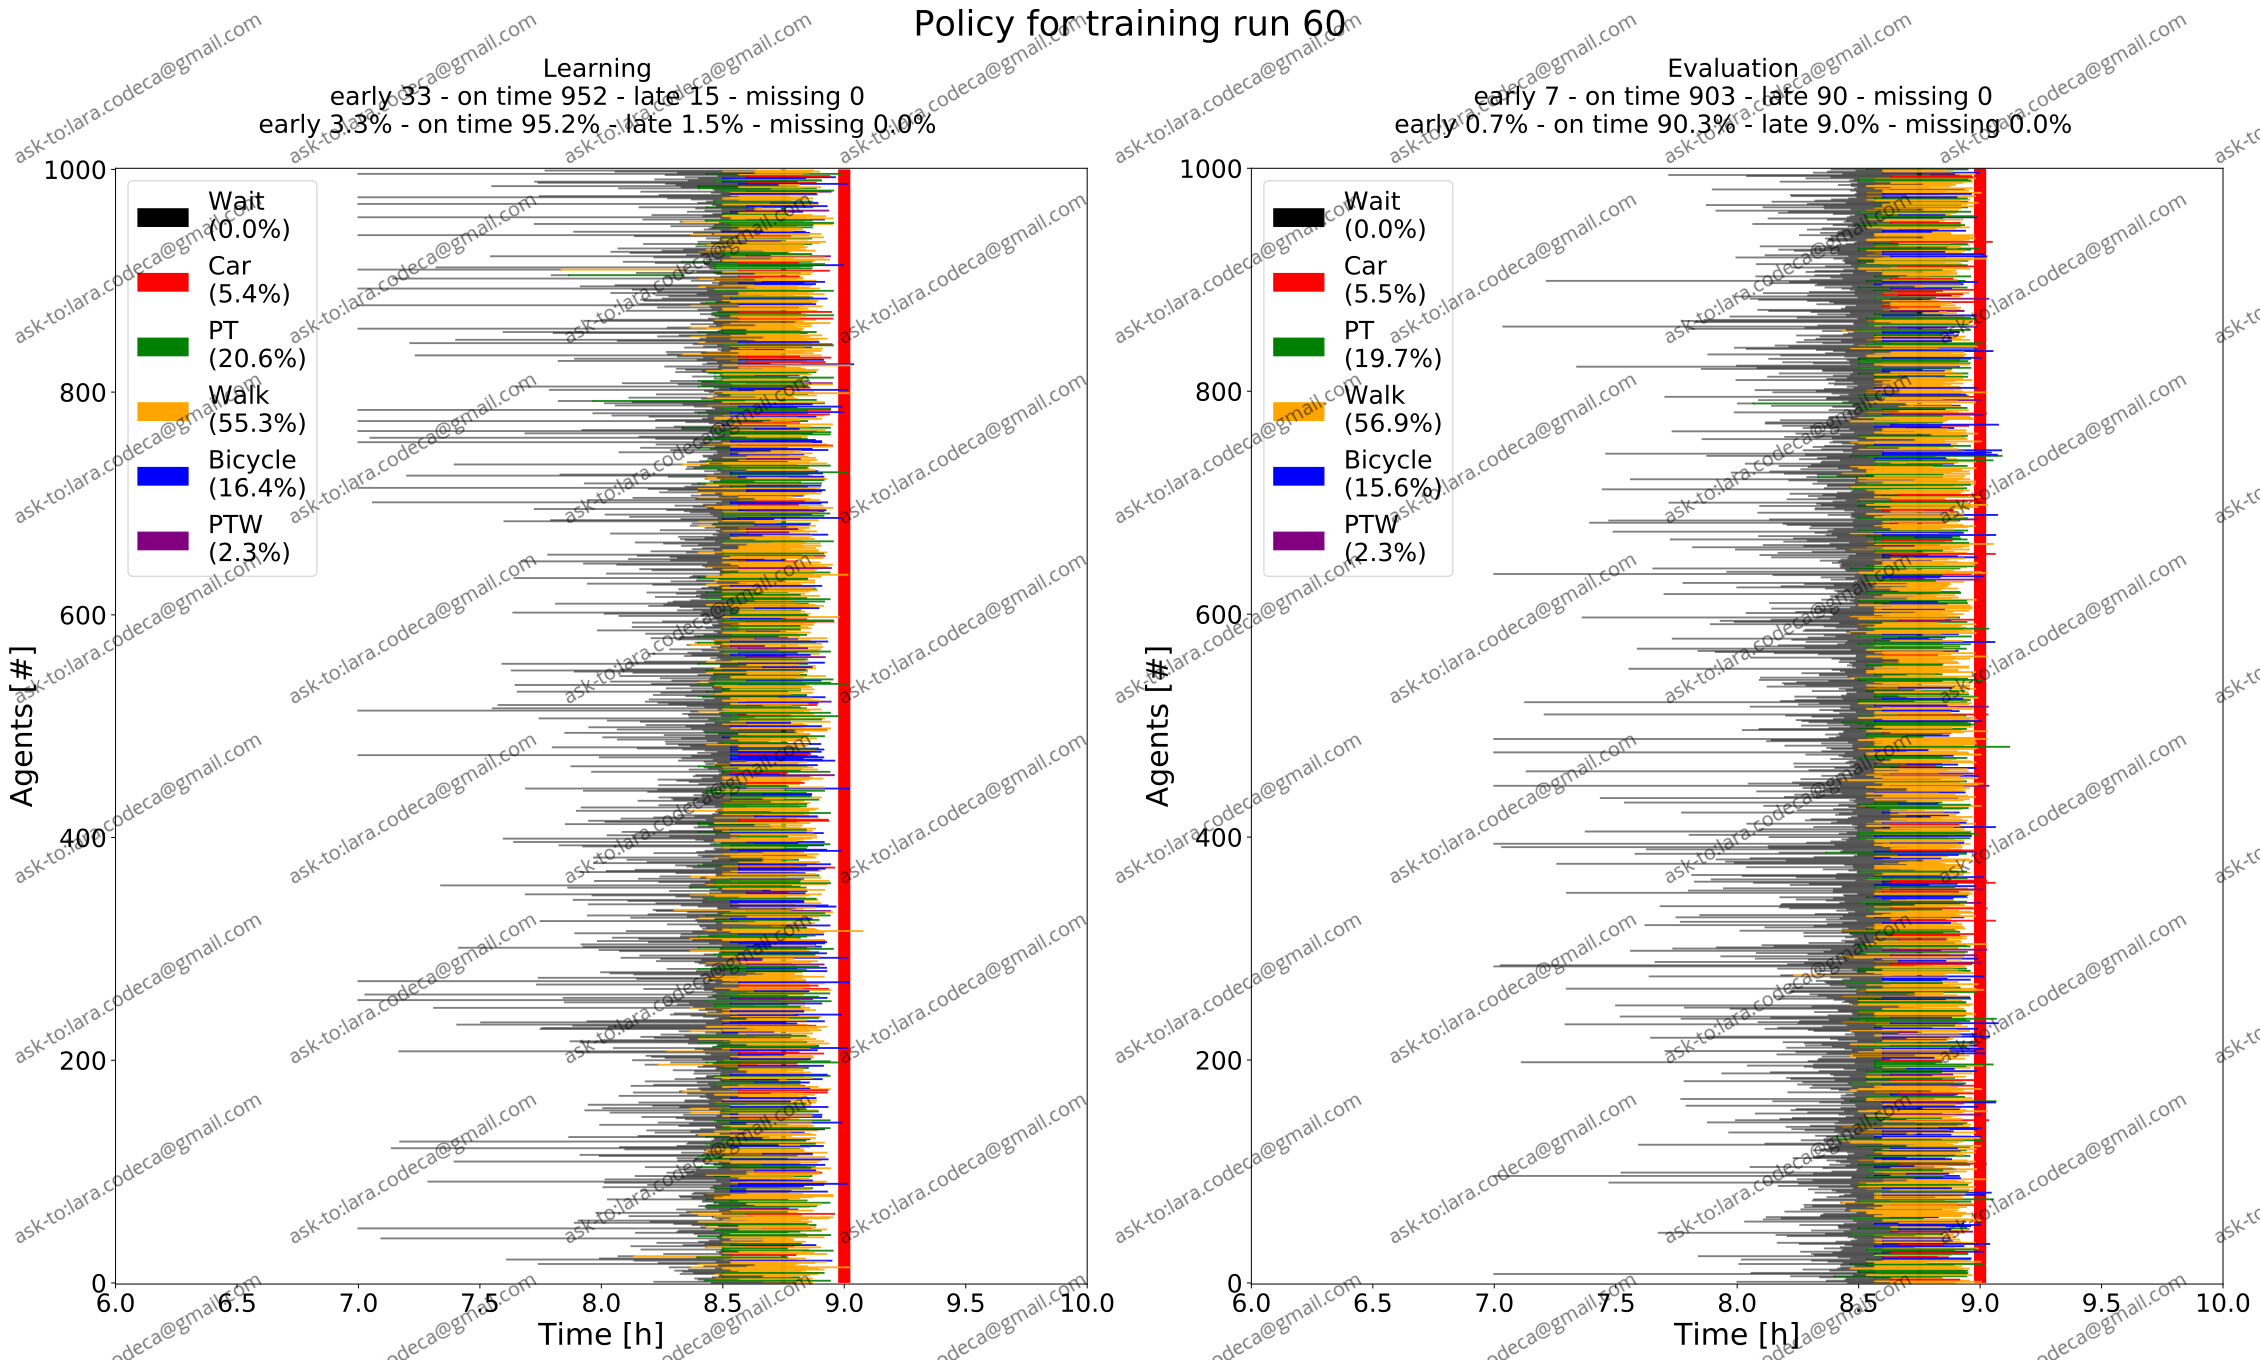 Policy for training run 60
Learning
early 33 - on time 952 - late 15 - missing 0
early 3.3% - on time 95.2% - late 1.5% - missing 0.0%
1000
800
600
400
200
0
Agents [#]
Wait
(0.0%)
Car
(5.4%)
PT
(20.6%)
Walk
(55.3%)
Bicycle
(16.4%)
PTW
(2.3%)
6.0 6.5 7.0 7.5 8.0 8.5 9.0 9.5 10.0
Time [h]
Evaluation
early 7 - on time 903 - late 90 - missing 0
early 0.7% - on time 90.3% - late 9.0% - missing 0.0%
1000
800
600
400
200
0
Agents [#]
Wait
(0.0%)
Car
(5.5%)
PT
(19.7%)
Walk
(56.9%)
Bicycle
(15.6%)
PTW
(2.3%)
6.0 6.5 7.0 7.5 8.0 8.5 9.0 9.5 10.0
Time [h]
ask-to:lara.codeca@gmail.com